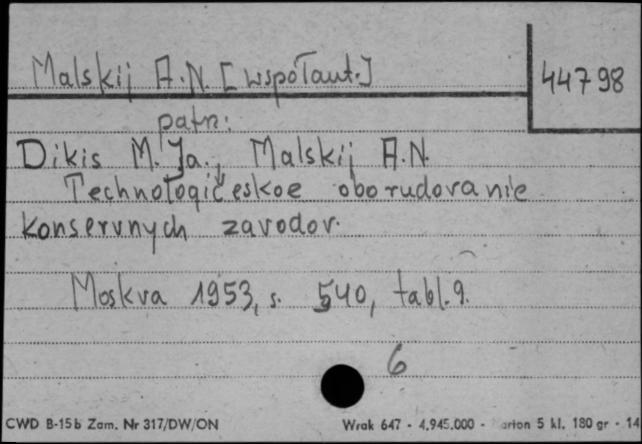 Malskij A.N. [współaut.]
44798
patrz:
Dikis M. Ja., Malskij A.N.
Technołogičeskoe oborudovanie
konservnych zavodov.
Moskva 1953, s. 540, tabl. 9.
6
CWD B-15b Zam. Nr 317/DW/ON
Wrak 647 - 4.945.000 - arton 5 kl. 180 gr - 14